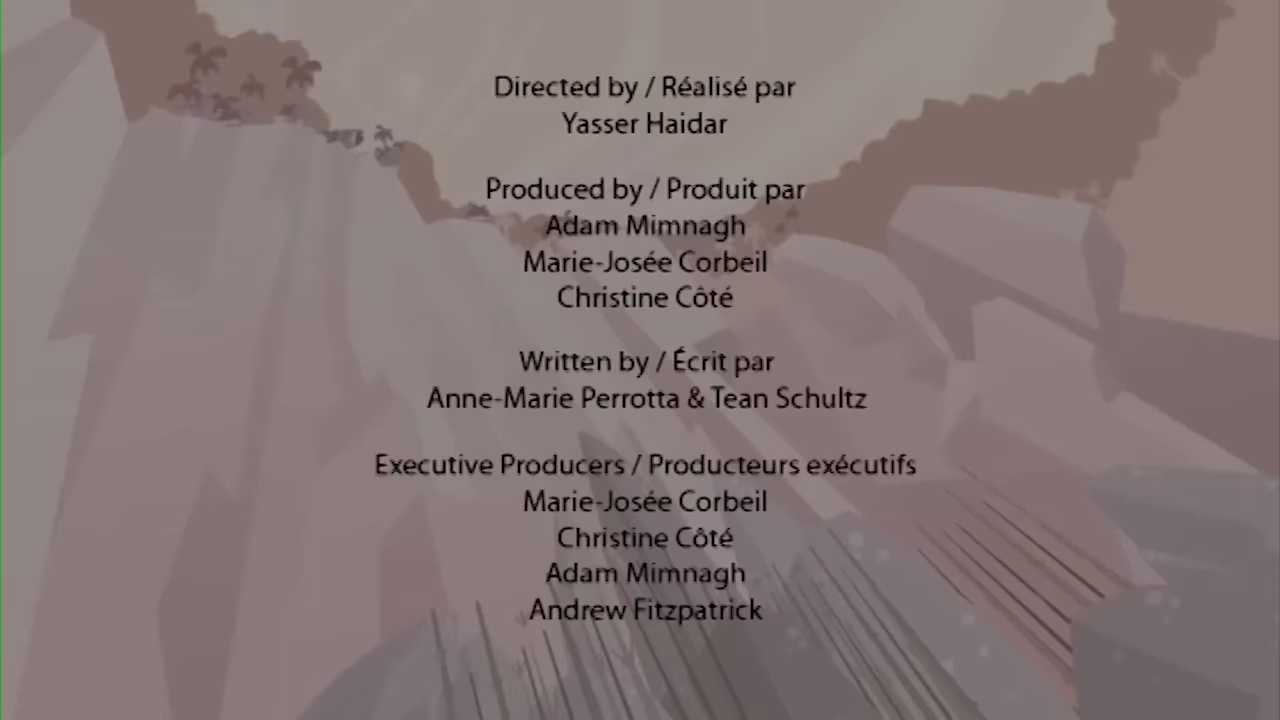 Directed by / Réalisé par
Yasser Haidar
Produced by / Produit par
Adam Mimnagh
Marie-Josée Corbeil
Christine Côté
Written by / Écrit par
Anne-Marie Perrotta & Tean Schultz
Executive Producers / Producteurs exécutifs
Marie-Josée Corbeil
Christine Côté
Adam Mimnagh
Andrew Fitzpatrick